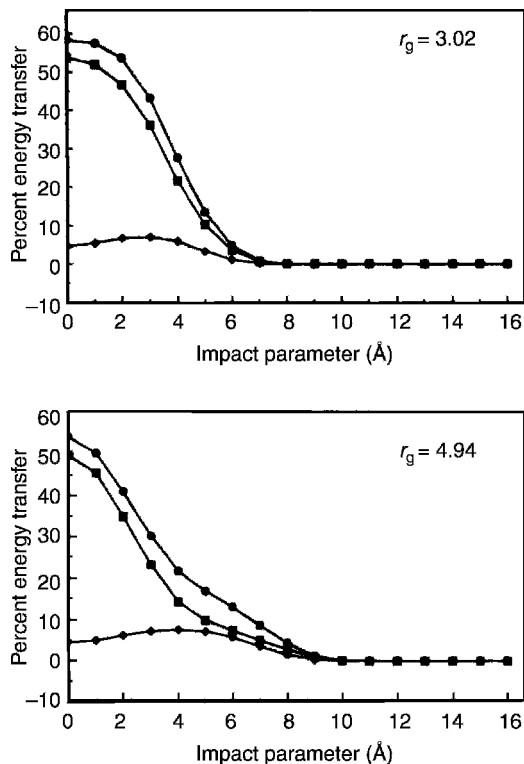 60
50
40
30
20
10
0
−10
Percent energy transfer
r_g = 3.02
0 2 4 6 8 10 12 14 16
Impact parameter (Å)
60
50
40
30
20
10
0
−10
Percent energy transfer
r_g = 4.94
0 2 4 6 8 10 12 14 16
Impact parameter (Å)